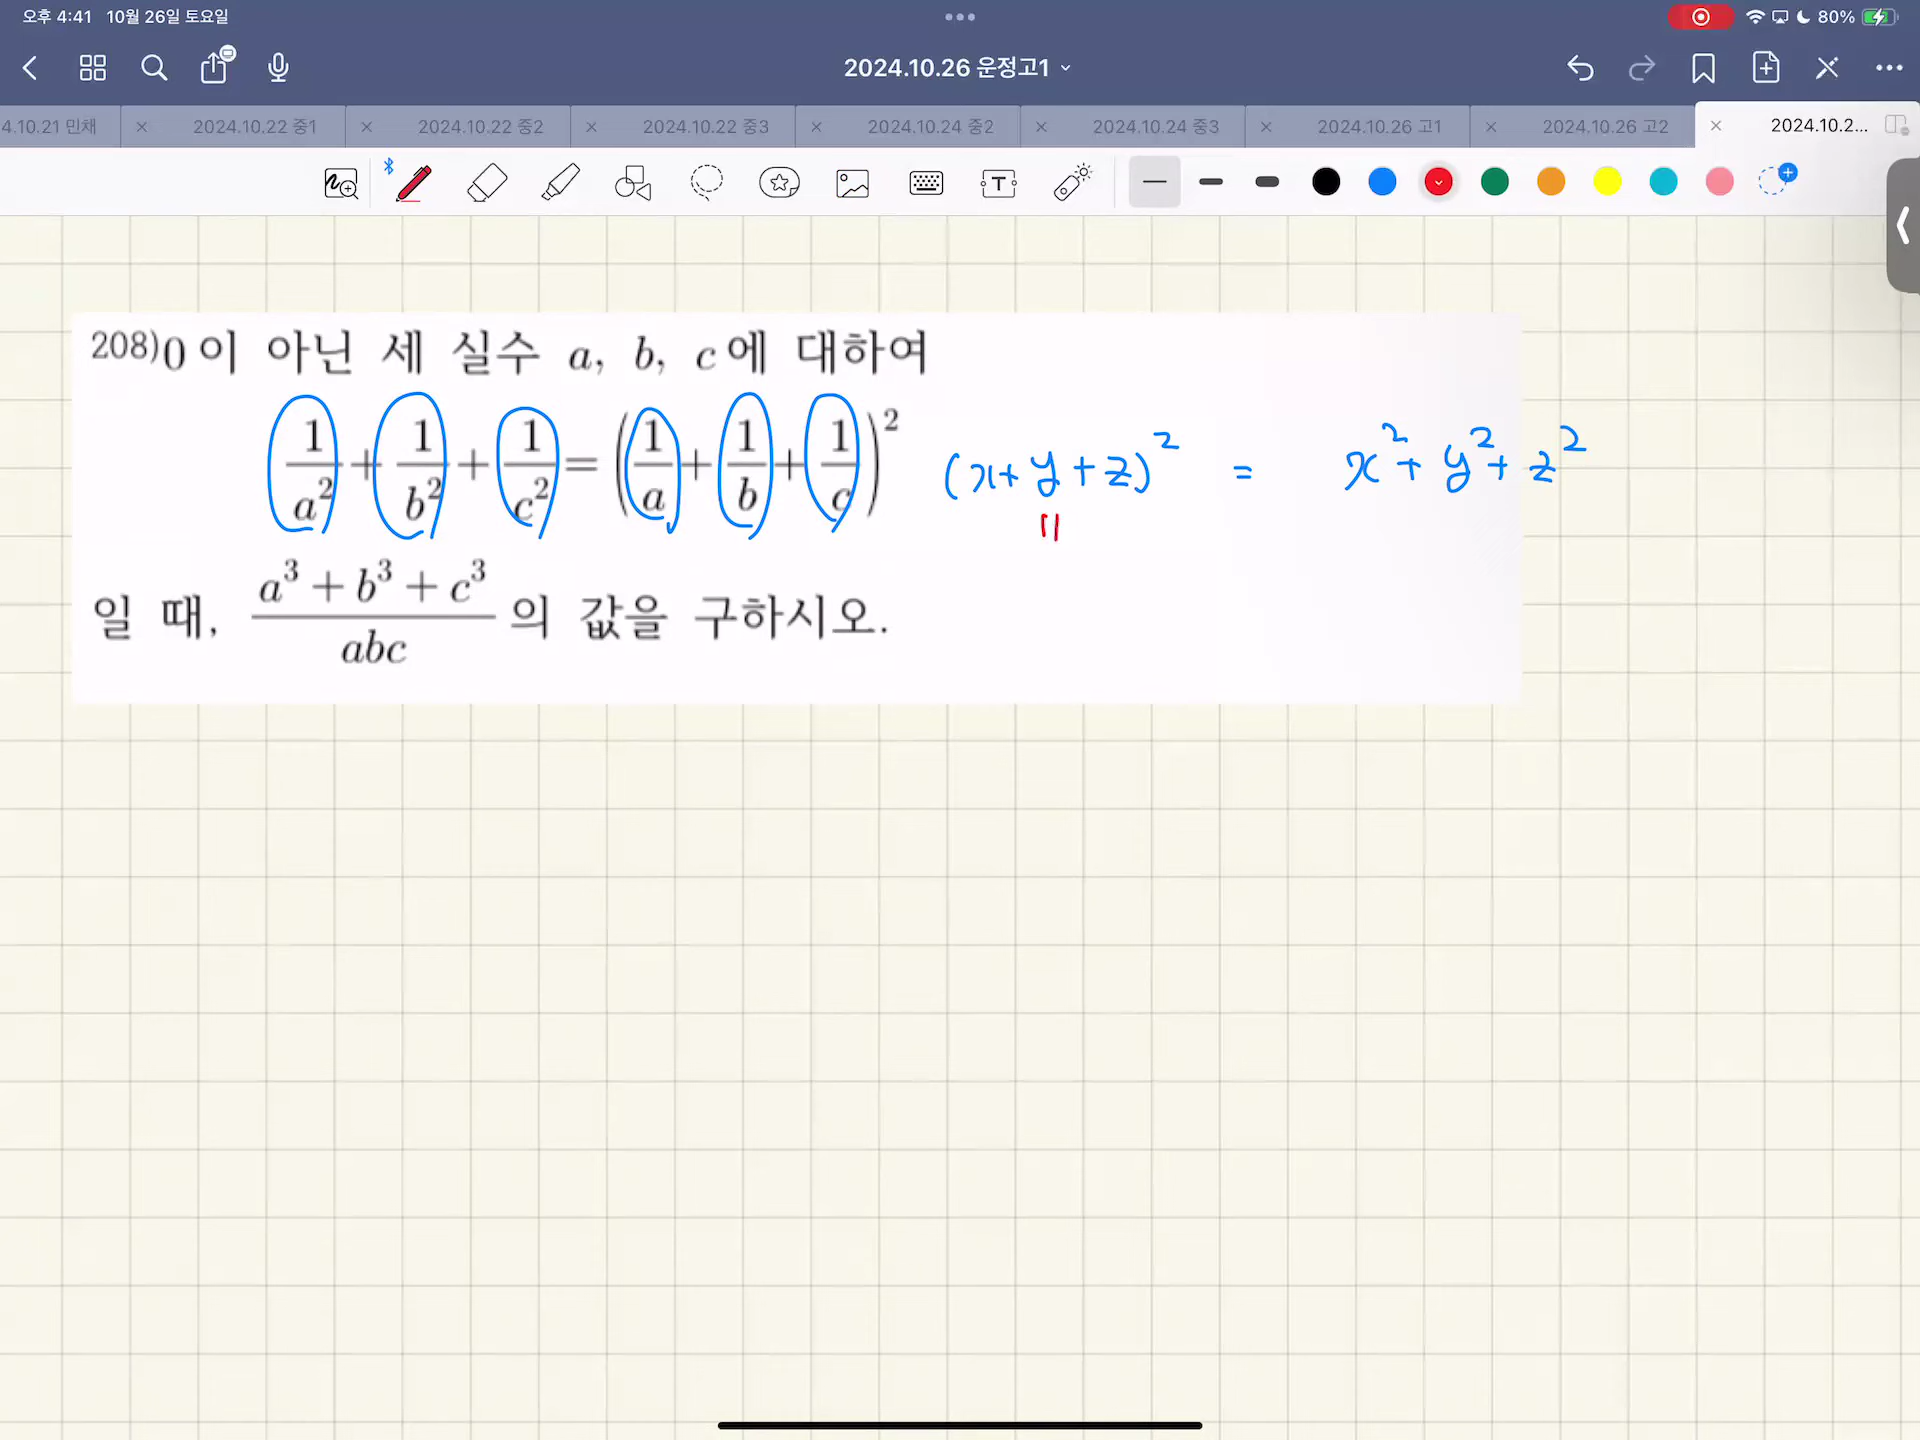 오후 4:41 10월 26일 토요일
80%
2024.10.26 운정고1
4.10.21 민채
2024.10.22 중1
2024.10.22 중2
2024.10.22 중3
2024.10.24 중2
2024.10.24 중3
2024.10.26 고1
2024.10.26 고2
2024.10.2...
208)0이 아닌 세 실수 a, b, c에 대하여
1/a² + 1/b² + 1/c² = (1/a + 1/b + 1/c)² (x+y+z)² = x²+y²+z²
"
일 때, (a³ + b³ + c³)/abc 의 값을 구하시오.